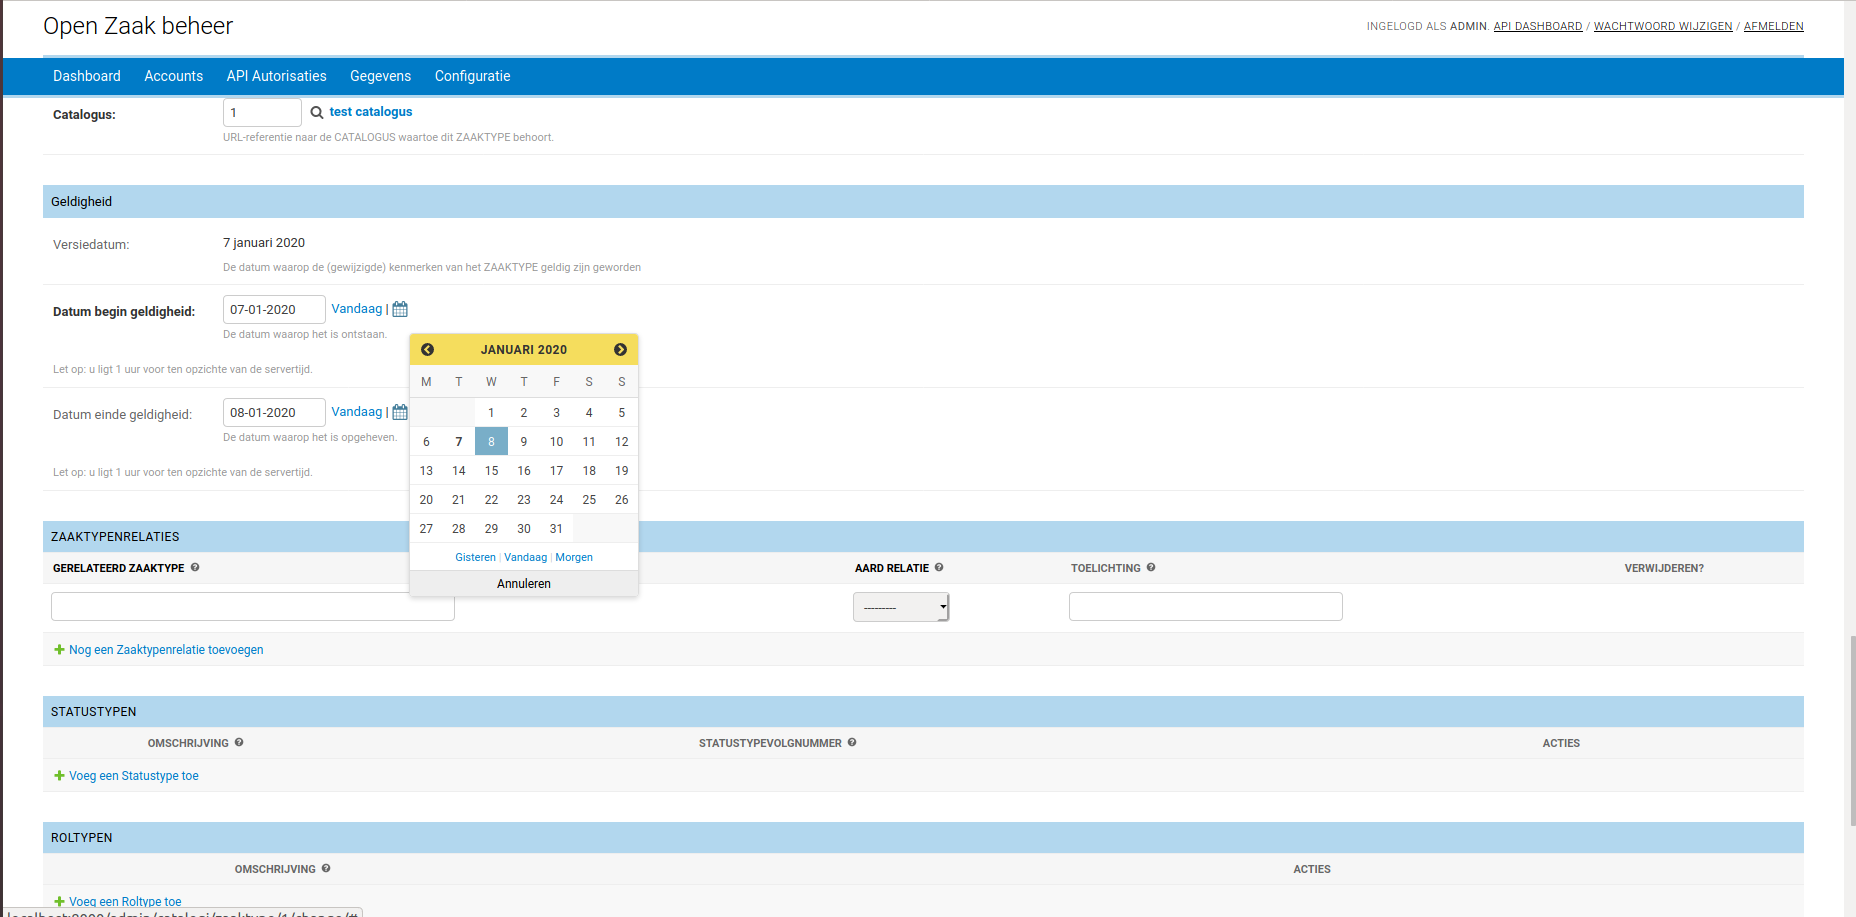 Open Zaak beheer
INGELOGD ALS ADMIN. API DASHBOARD / WACHTWOORD WIJZIGEN / AFMELDEN
Dashboard Accounts API Autorisaties Gegevens Configuratie
Catalogus: 1 test catalogus
URL-referentie naar de CATALOGUS waartoe dit ZAAKTYPE behoort.
Geldigheid
Versiedatum: 7 januari 2020
De datum waarop de (gewijzigde) kenmerken van het ZAAKTYPE geldig zijn geworden
Datum begin geldigheid: 07-01-2020 Vandaag |
De datum waarop het is ontstaan.
Let op: u ligt 1 uur voor ten opzichte van de servertijd.
Datum einde geldigheid: 08-01-2020 Vandaag |
De datum waarop het is opgeheven.
Let op: u ligt 1 uur voor ten opzichte van de servertijd.
JANUARI 2020
M T W T F S S
1 2 3 4 5
6 7 8 9 10 11 12
13 14 15 16 17 18 19
20 21 22 23 24 25 26
27 28 29 30 31
Gisteren | Vandaag | Morgen
Annuleren
ZAAKTYPENRELATIES
GERELATEERD ZAAKTYPE AARD RELATIE TOELICHTING VERWIJDEREN?
---------
Nog een Zaaktypenrelatie toevoegen
STATUSTYPEN
OMSCHRIJVING STATUSTYPEVOLGNUMMER ACTIES
Voeg een Statustype toe
ROLTYPEN
OMSCHRIJVING ACTIES
Voeg een Roltype toe
localhost:8000/admin/catalogi/zaaktype/1/change/#